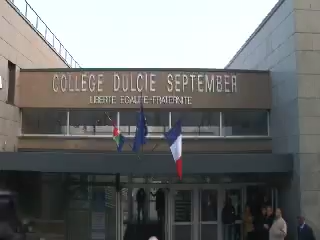 COLLEGE DULCIE SEPTEMBER
LIBERTE-EGALITE-FRATERNITE